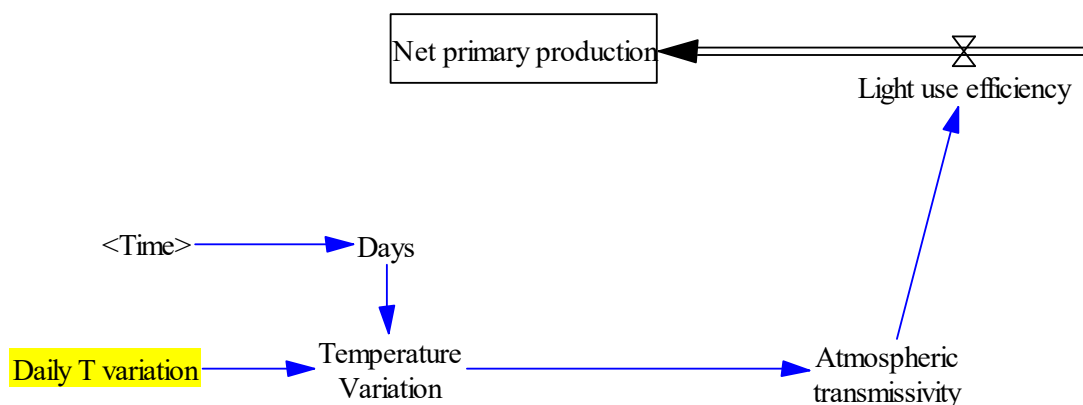 Net primary production
Light use efficiency
<Time>
Days
Daily T variation
Temperature
Variation
Atmospheric
transmissivity